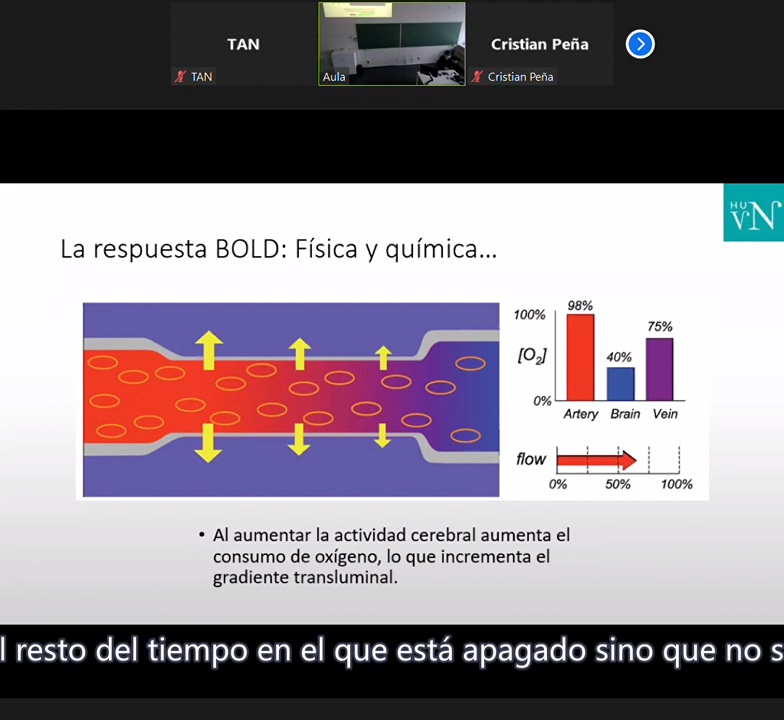 TAN
Cristian Peña
TAN
Aula
Cristian Peña
HU
VN
La respuesta BOLD: Física y química...
98%
100%
75%
[O₂]
40%
0%
Artery Brain Vein
flow
0% 50% 100%
• Al aumentar la actividad cerebral aumenta el
consumo de oxígeno, lo que incrementa el
gradiente transluminal.
l resto del tiempo en el que está apagado sino que no s